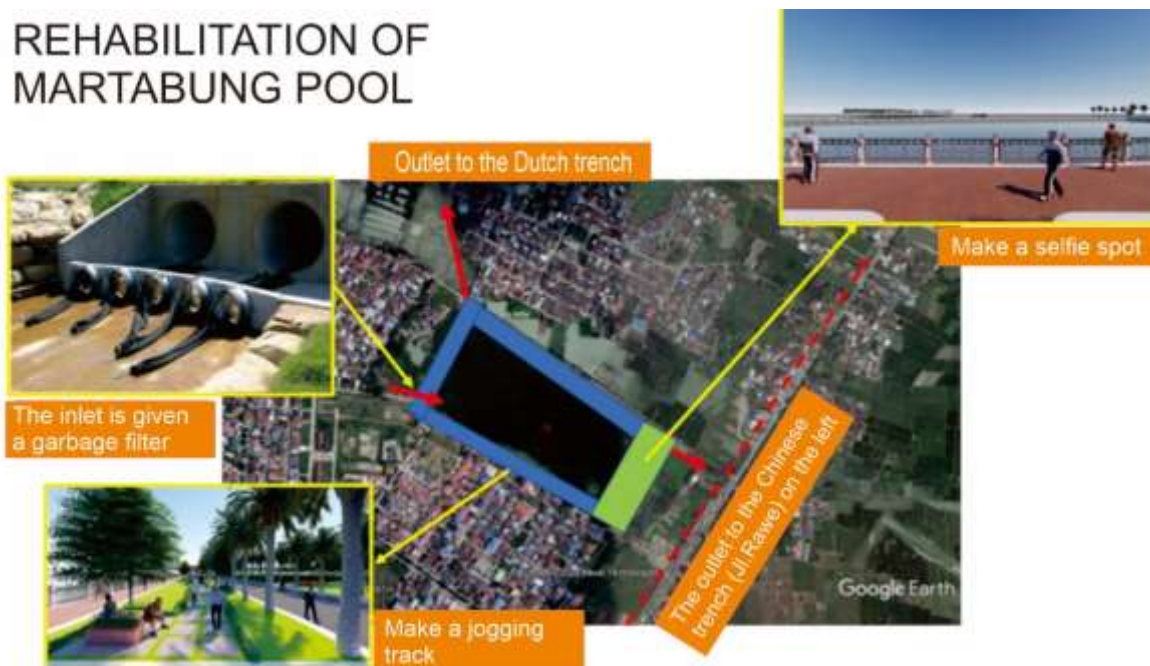 REHABILITATION OF
MARTABUNG POOL
Outlet to the Dutch trench
Make a selfie spot
The inlet is given
a garbage filter
The outlet to the Chinese
trench (Jl.Rawe) on the left
Google Earth
Make a jogging
track